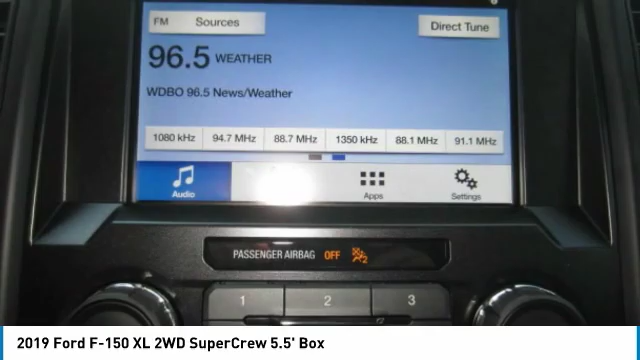 FM Sources
Direct Tune
96.5 WEATHER
WDBO 96.5 News/Weather
1080 kHz 94.7 MHz 88.7 MHz 1350 kHz 88.1 MHz 91.1 MHz
Audio Apps Settings
PASSENGER AIRBAG OFF 2
1 2 3
2019 Ford F-150 XL 2WD SuperCrew 5.5' Box